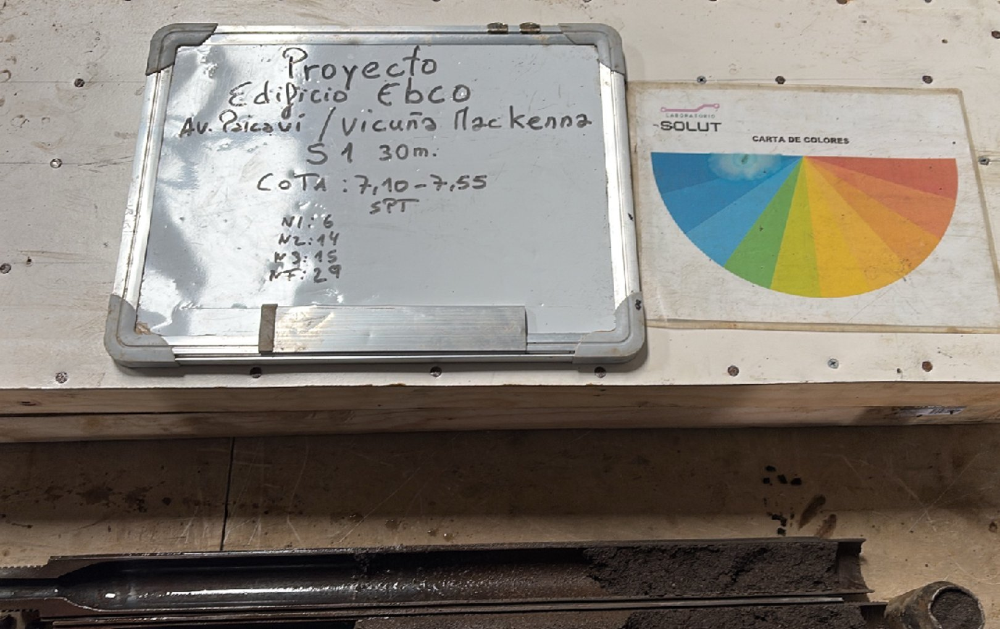 Proyecto
Edificio Ebco
Av. Paicavi / Vicuña Mackenna
S 1 30m.
COTA : 7,10 - 7,55
SPT
N1: 6
N2: 14
N3: 15
NF: 29
LABORATORIO
SOLUT
CARTA DE COLORES